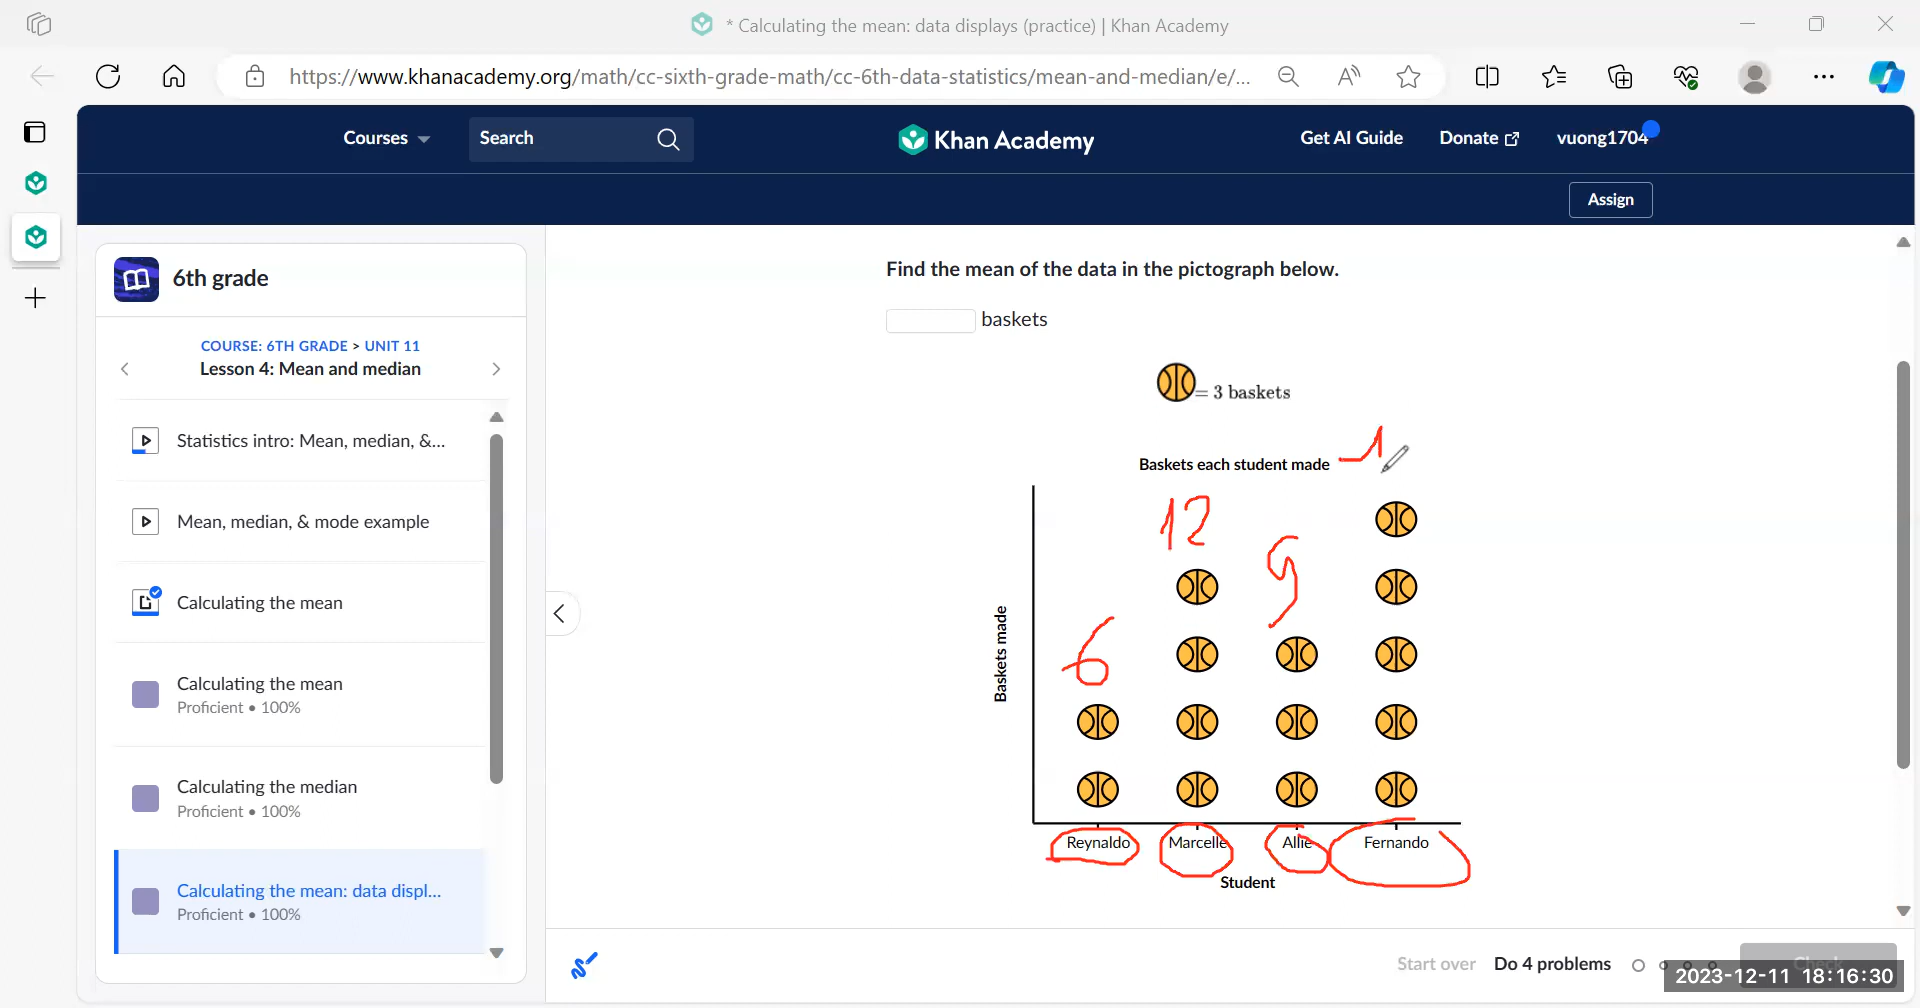 * Calculating the mean: data displays (practice) | Khan Academy
https://www.khanacademy.org/math/cc-sixth-grade-math/cc-6th-data-statistics/mean-and-median/e/...
Courses
Search
Khan Academy
Get AI Guide
Donate
vuong1704
Assign
6th grade
COURSE: 6TH GRADE > UNIT 11
Lesson 4: Mean and median
Statistics intro: Mean, median, &...
Mean, median, & mode example
Calculating the mean
Calculating the mean
Proficient • 100%
Calculating the median
Proficient • 100%
Calculating the mean: data displ...
Proficient • 100%
Find the mean of the data in the pictograph below.
baskets
= 3 baskets
Baskets each student made
1
12
9
6
Baskets made
Reynaldo
Marcelle
Allie
Fernando
Student
Start over
Do 4 problems
Check
2023-12-11 18:16:30